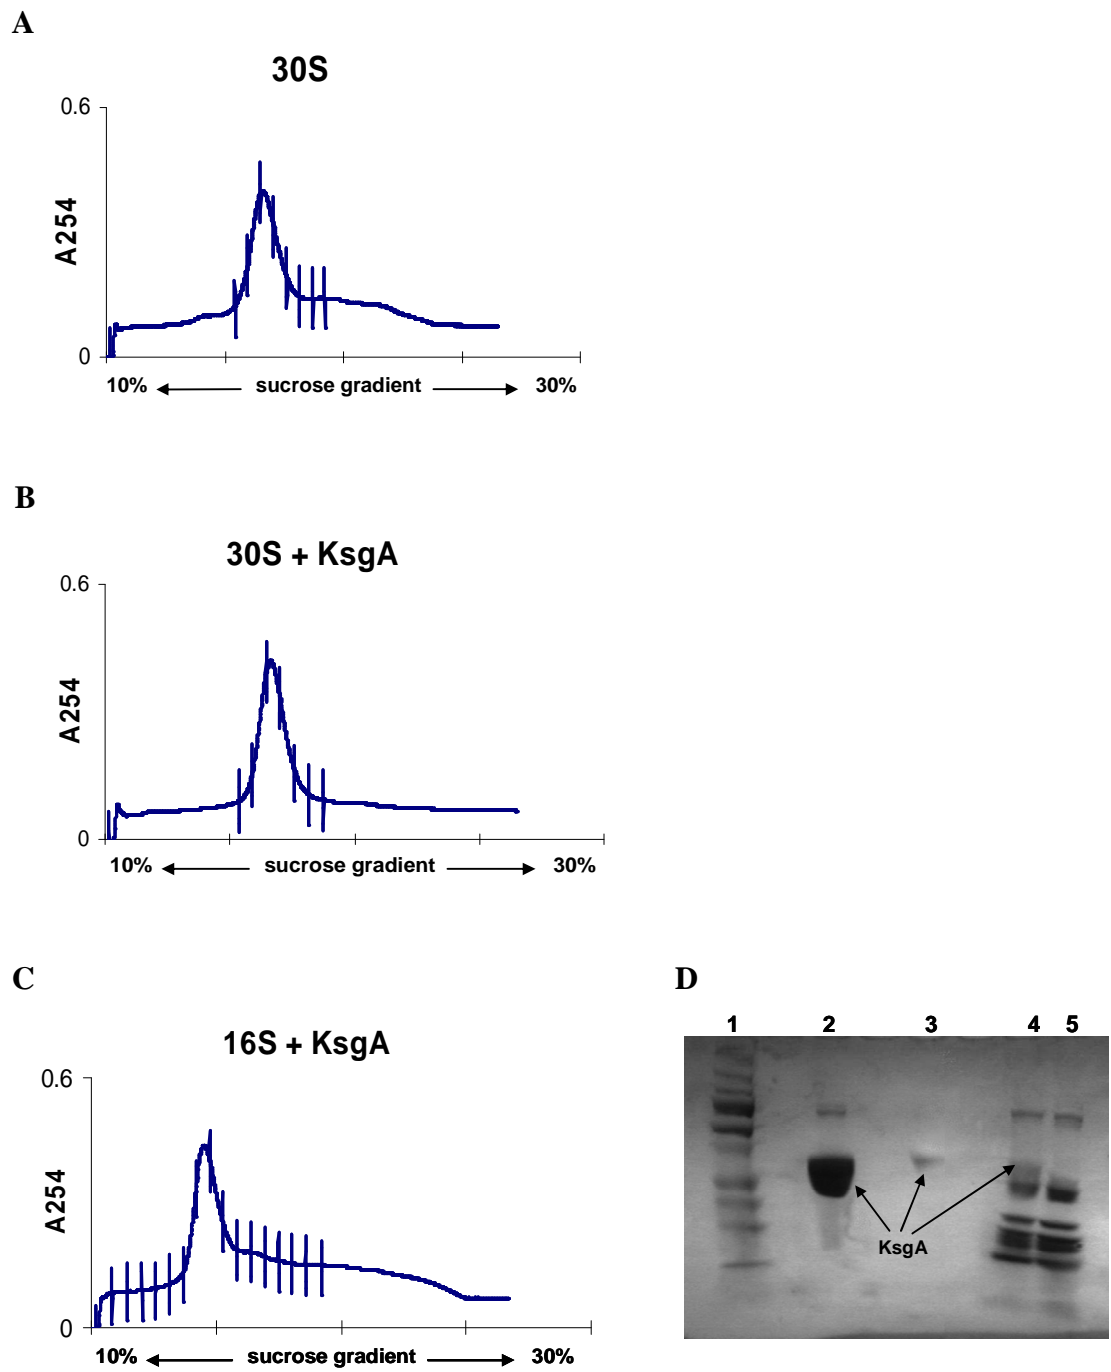 A
30S
0.6
A254
0
10% sucrose gradient 30%
B
30S + KsgA
0.6
A254
0
10% sucrose gradient 30%
C
16S + KsgA
0.6
A254
0
10% sucrose gradient 30%
D
1 2 3 4 5
KsgA